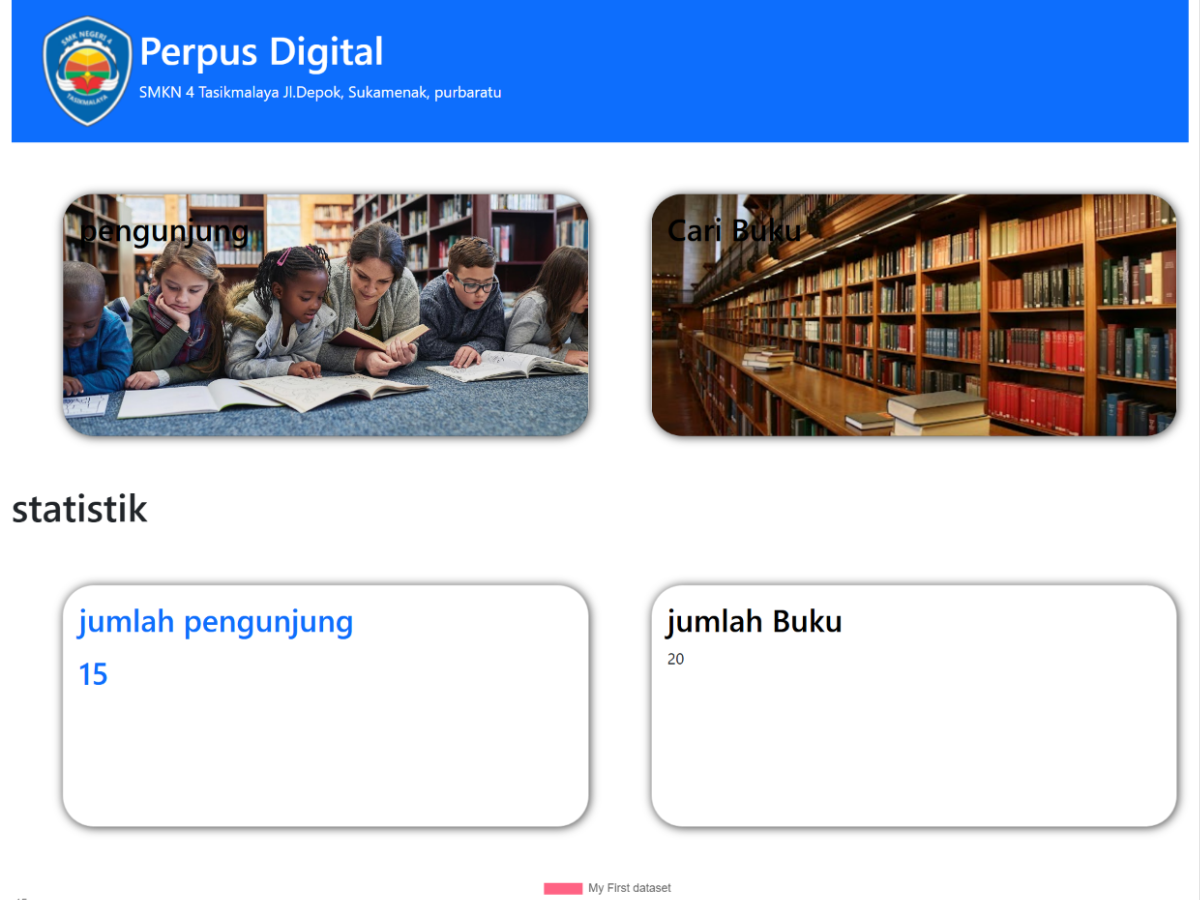 SMK NEGERI 4
TASIKMALAYA
Perpus Digital
SMKN 4 Tasikmalaya Jl.Depok, Sukamenak, purbaratu
pengunjung
Cari Buku
statistik
jumlah pengunjung
15
jumlah Buku
20
My First dataset